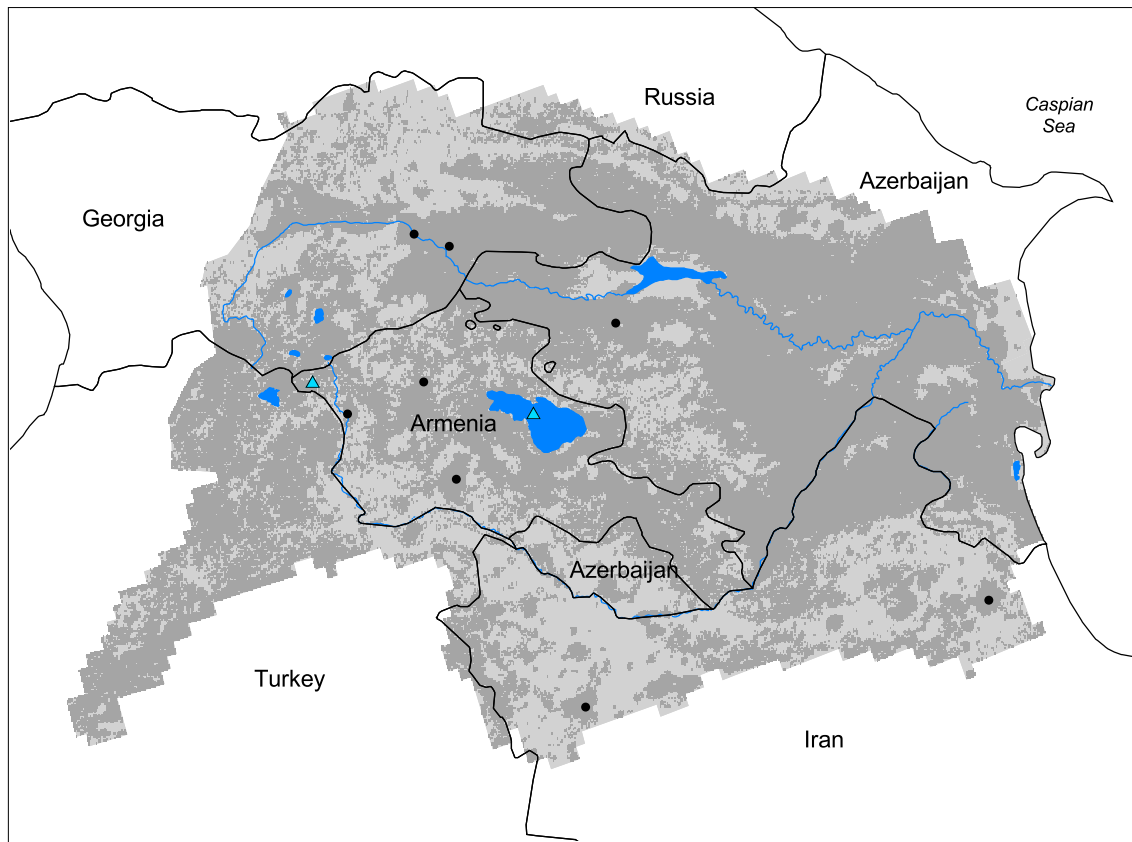 Russia
Caspian
Sea
Azerbaijan
Georgia
Armenia
Azerbaijan
Turkey
Iran